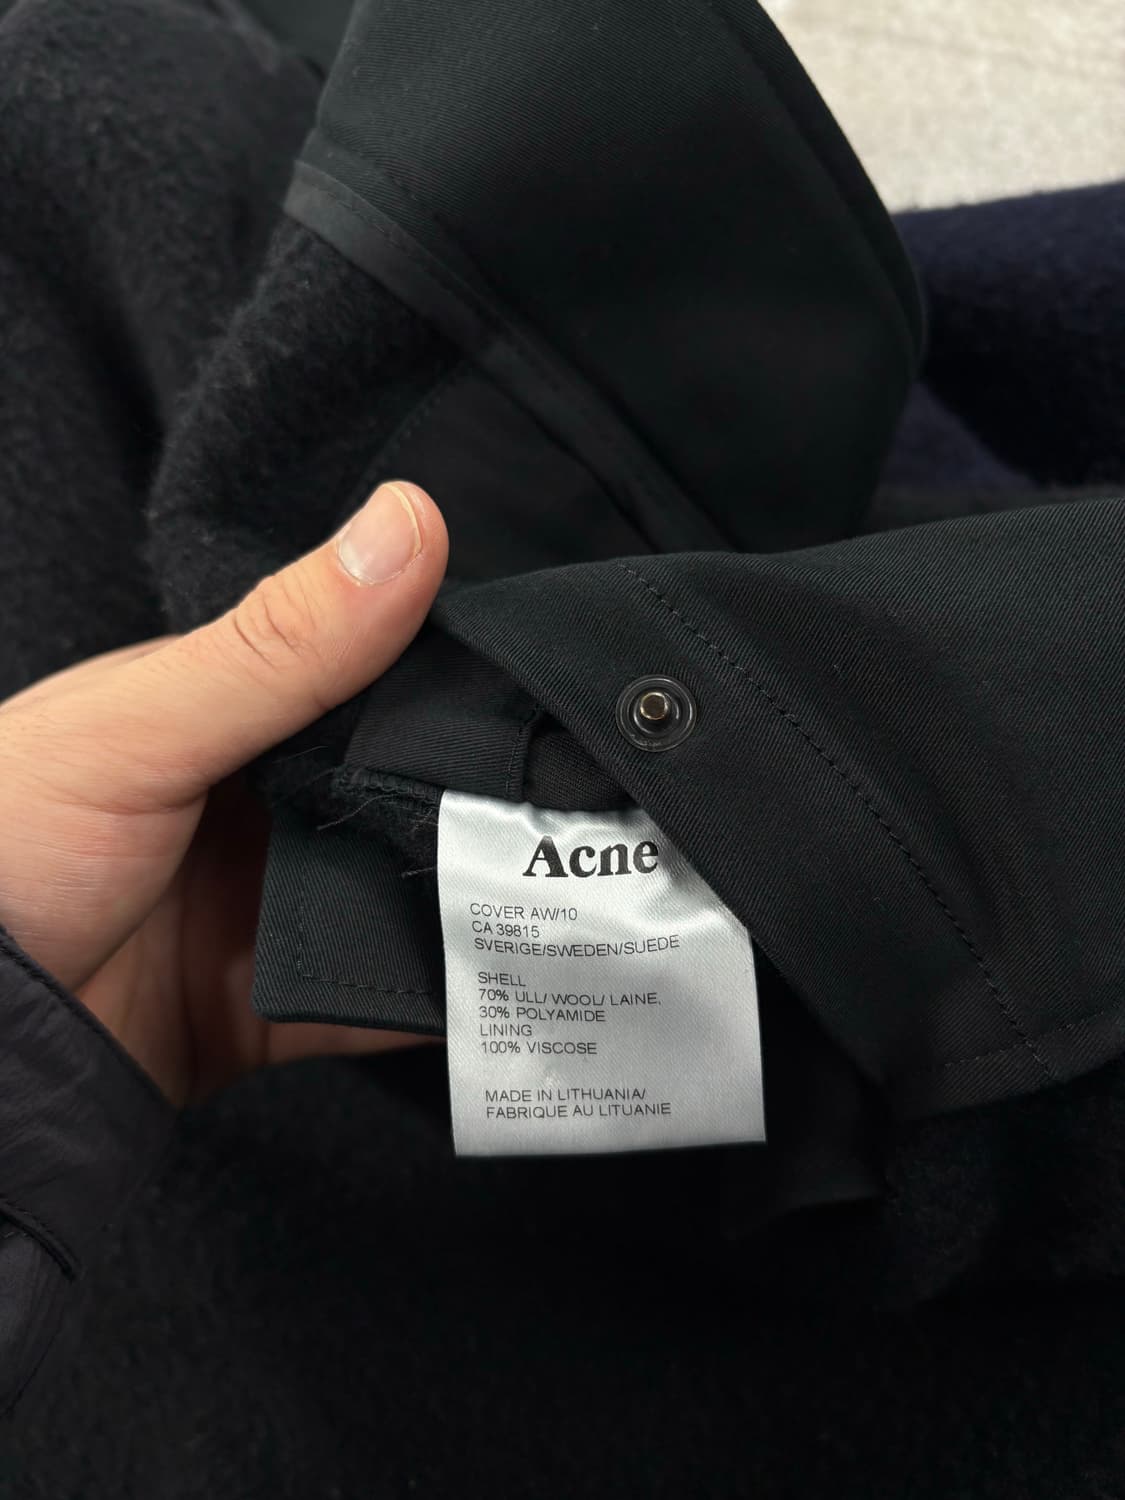 Acne
COVER AW/10
CA 39815
SVERIGE/SWEDEN/SUEDE
SHELL
70% ULL/ WOOL/ LAINE,
30% POLYAMIDE
LINING
100% VISCOSE
MADE IN LITHUANIA/
FABRIQUE AU LITUANIE